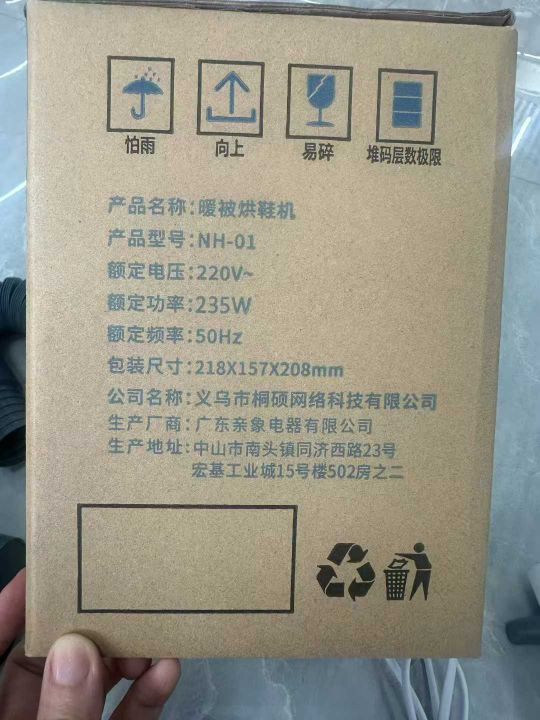 怕雨
向上
易碎
堆码层数极限
产品名称:暖被烘鞋机
产品型号:NH-01
额定电压:220V~
额定功率:235W
额定频率:50Hz
包装尺寸:218X157X208mm
公司名称:义乌市桐硕网络科技有限公司
生产厂商:广东亲象电器有限公司
生产地址:中山市南头镇同济西路23号
宏基工业城15号楼502房之二